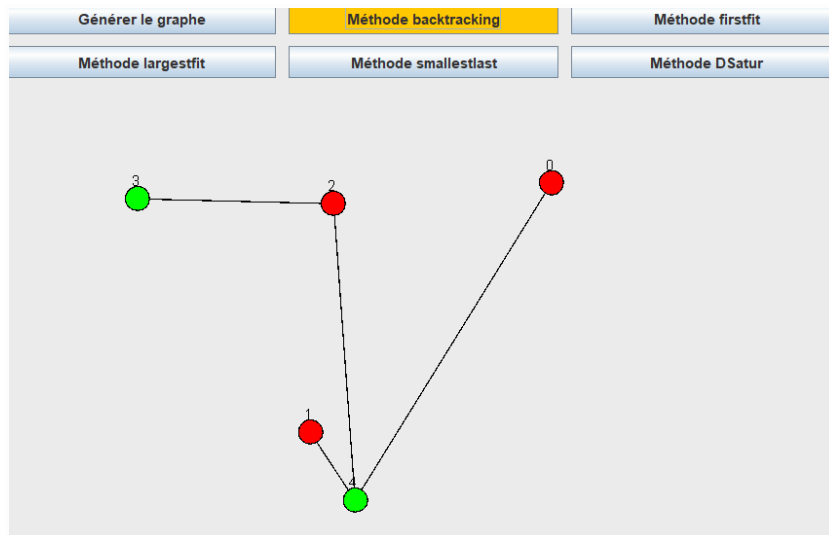 Générer le graphe
Méthode backtracking
Méthode firstfit
Méthode largestfit
Méthode smallestlast
Méthode DSatur
0
3
2
1
4